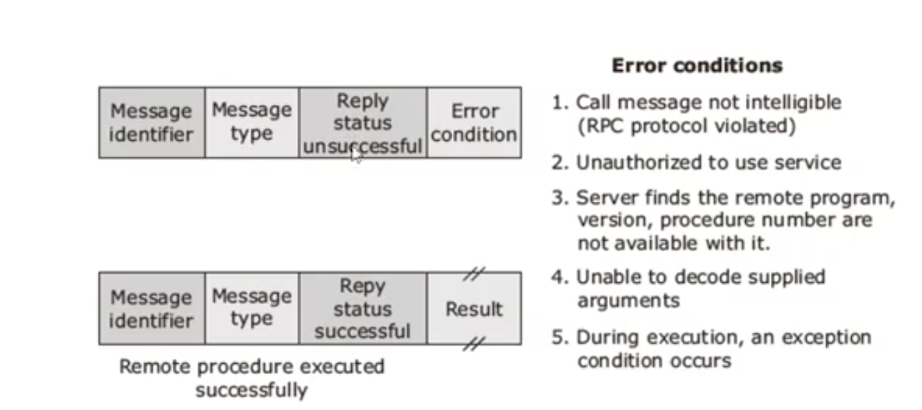 Message
identifier
Message
type
Reply
status
unsuccessful
Error
condition
Error conditions
1. Call message not intelligible
(RPC protocol violated)
2. Unauthorized to use service
3. Server finds the remote program,
version, procedure number are
not available with it.
4. Unable to decode supplied
arguments
5. During execution, an exception
condition occurs
Message
identifier
Message
type
Repy
status
successful
Result
Remote procedure executed
successfully